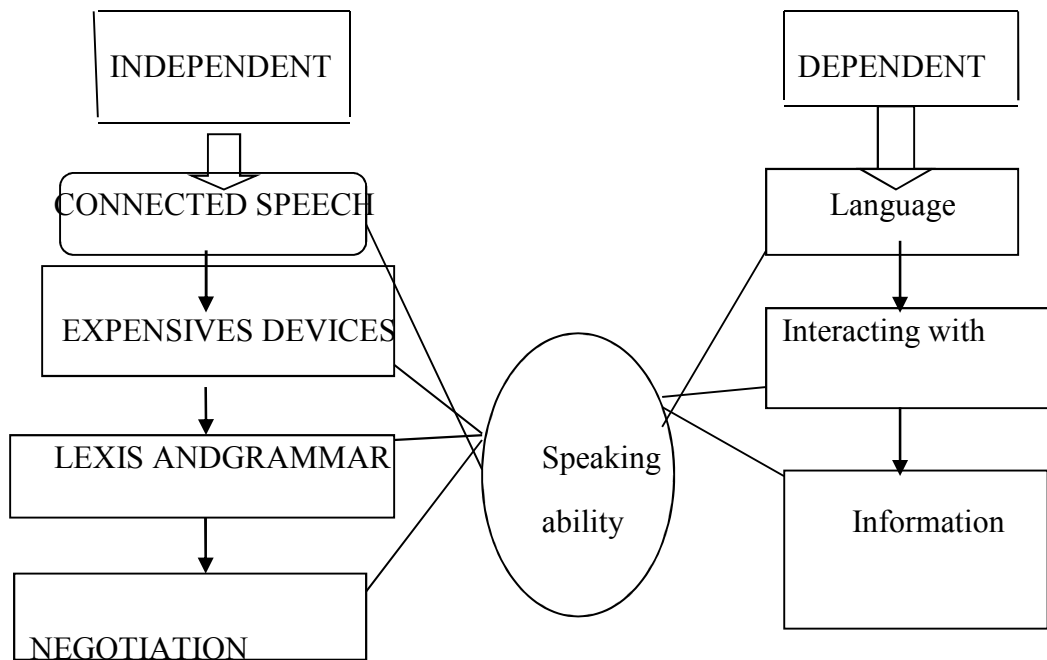 INDEPENDENT
CONNECTED SPEECH
EXPENSIVES DEVICES
LEXIS ANDGRAMMAR
NEGOTIATION
Speaking
ability
DEPENDENT
Language
Interacting with
Information